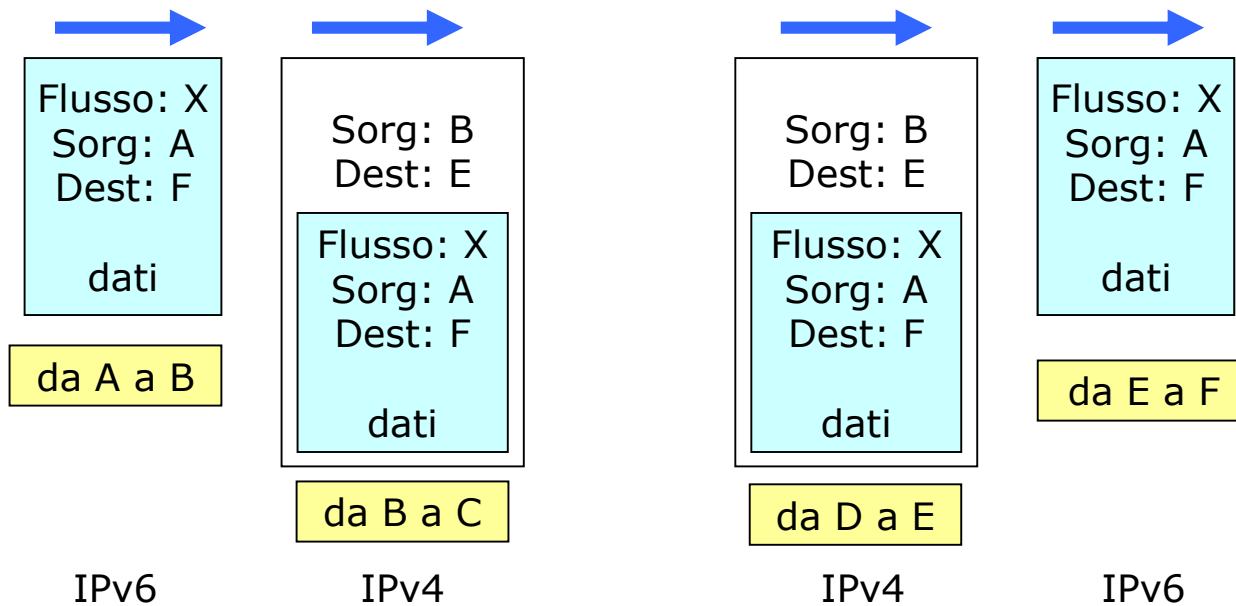 Flusso: X
Sorg: A
Dest: F
dati
da A a B
IPv6
Sorg: B
Dest: E
Flusso: X
Sorg: A
Dest: F
dati
da B a C
IPv4
Sorg: B
Dest: E
Flusso: X
Sorg: A
Dest: F
dati
da D a E
IPv4
Flusso: X
Sorg: A
Dest: F
dati
da E a F
IPv6